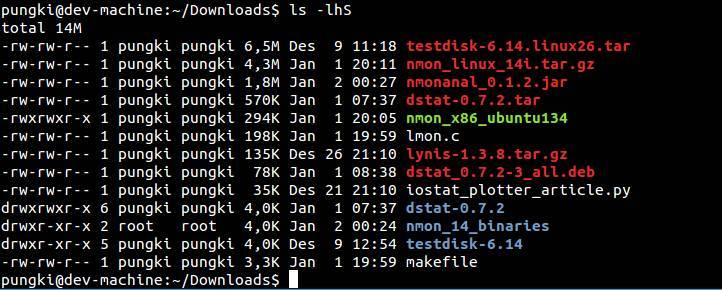 pungki@dev-machine:~/Downloads$ ls -lhS
total 14M
-rw-rw-r-- 1 pungki pungki 6,5M Des  9 11:18 testdisk-6.14.linux26.tar
-rw-rw-r-- 1 pungki pungki 4,3M Jan  1 20:11 nmon_linux_14i.tar.gz
-rw-rw-r-- 1 pungki pungki 1,8M Jan  2 00:27 nmonanal_0.1.2.jar
-rw-rw-r-- 1 pungki pungki 570K Jan  1 07:37 dstat-0.7.2.tar
-rwxrwxr-x 1 pungki pungki 294K Jan  1 20:05 nmon_x86_ubuntu134
-rw-rw-r-- 1 pungki pungki 198K Jan  1 19:59 lmon.c
-rw-rw-r-- 1 pungki pungki 135K Des 26 21:10 lynis-1.3.8.tar.gz
-rw-rw-r-- 1 pungki pungki  78K Jan  1 08:38 dstat_0.7.2-3_all.deb
-rw-rw-r-- 1 pungki pungki  35K Des 21 21:10 iostat_plotter_article.py
drwxrwxr-x 6 pungki pungki 4,0K Jan  1 07:37 dstat-0.7.2
drwxr-xr-x 2 root   root   4,0K Jan  2 00:24 nmon_14_binaries
drwxr-xr-x 5 pungki pungki 4,0K Des  9 12:54 testdisk-6.14
-rw-rw-r-- 1 pungki pungki 3,3K Jan  1 19:59 makefile
pungki@dev-machine:~/Downloads$